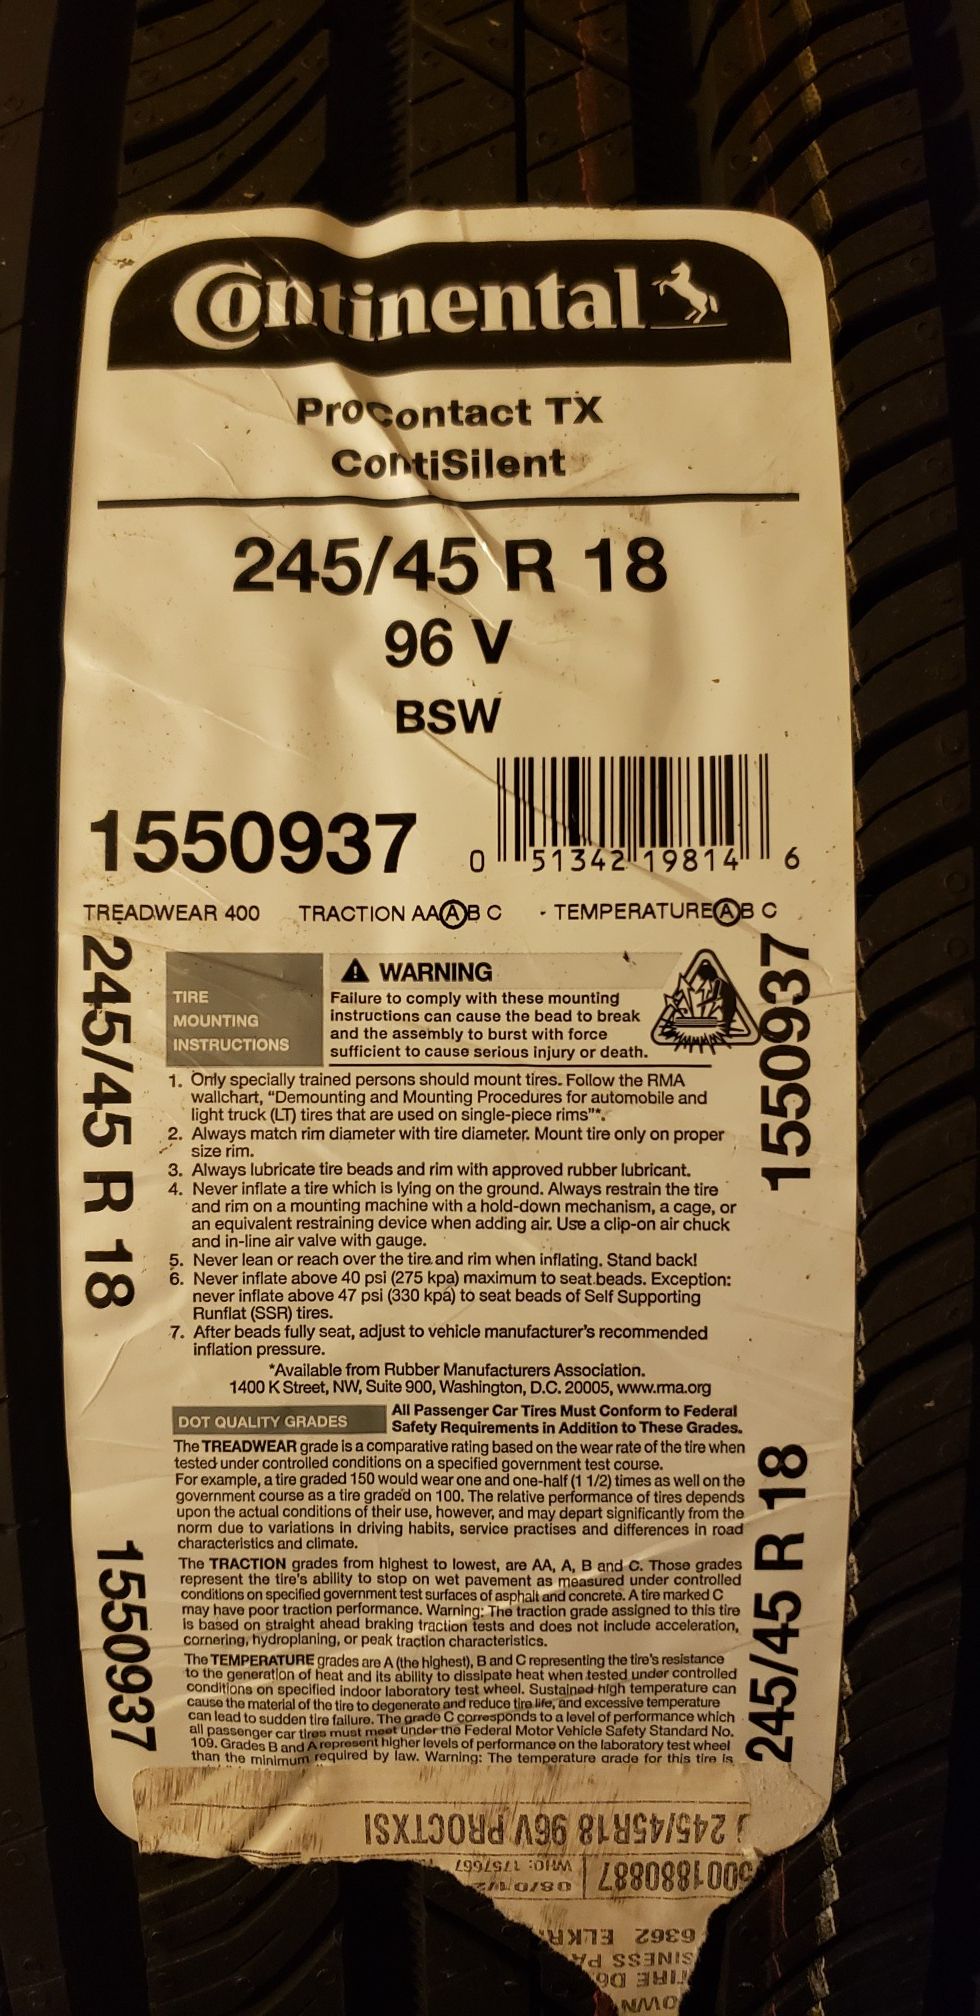 Continental
ProContact TX
ContiSilent
245/45 R 18
96 V
BSW
1550937
0 51342 19814 6
TREADWEAR 400 TRACTION AA A B C - TEMPERATURE A B C
245/45 R 18
1550937
TIRE
MOUNTING
INSTRUCTIONS
WARNING
Failure to comply with these mounting
instructions can cause the bead to break
and the assembly to burst with force
sufficient to cause serious injury or death.
1. Only specially trained persons should mount tires. Follow the RMA
wallchart, “Demounting and Mounting Procedures for automobile and
light truck (LT) tires that are used on single-piece rims”*.
2. Always match rim diameter with tire diameter. Mount tire only on proper
size rim.
3. Always lubricate tire beads and rim with approved rubber lubricant.
4. Never inflate a tire which is lying on the ground. Always restrain the tire
and rim on a mounting machine with a hold-down mechanism, a cage, or
an equivalent restraining device when adding air. Use a clip-on air chuck
and in-line air valve with gauge.
5. Never lean or reach over the tire and rim when inflating. Stand back!
6. Never inflate above 40 psi (275 kpa) maximum to seat beads. Exception:
never inflate above 47 psi (330 kpa) to seat beads of Self Supporting
Runflat (SSR) tires.
7. After beads fully seat, adjust to vehicle manufacturer’s recommended
inflation pressure.
*Available from Rubber Manufacturers Association.
1400 K Street, NW, Suite 900, Washington, D.C. 20005, www.rma.org
DOT QUALITY GRADES
All Passenger Car Tires Must Conform to Federal
Safety Requirements in Addition to These Grades.
The TREADWEAR grade is a comparative rating based on the wear rate of the tire when
tested under controlled conditions on a specified government test course.
For example, a tire graded 150 would wear one and one-half (1 1/2) times as well on the
government course as a tire graded on 100. The relative performance of tires depends
upon the actual conditions of their use, however, and may depart significantly from the
norm due to variations in driving habits, service practises and differences in road
characteristics and climate.
The TRACTION grades from highest to lowest, are AA, A, B and C. Those grades
represent the tire’s ability to stop on wet pavement as measured under controlled
conditions on specified government test surfaces of asphalt and concrete. A tire marked C
may have poor traction performance. Warning: The traction grade assigned to this tire
is based on straight ahead braking traction tests and does not include acceleration,
cornering, hydroplaning, or peak traction characteristics.
The TEMPERATURE grades are A (the highest), B and C representing the tire’s resistance
to the generation of heat and its ability to dissipate heat when tested under controlled
conditions on specified indoor laboratory test wheel. Sustained high temperature can
cause the material of the tire to degenerate and reduce tire life, and excessive temperature
can lead to sudden tire failure. The grade C corresponds to a level of performance which
all passenger car tires must meet under the Federal Motor Vehicle Safety Standard No.
109. Grades B and A represent higher levels of performance on the laboratory test wheel
than the minimum required by law. Warning: The temperature grade for this tire is
1550937
245/45 R 18
245/45R18 96V PROCTXSI
5001880887
WMO: 175667
6362 ELKR